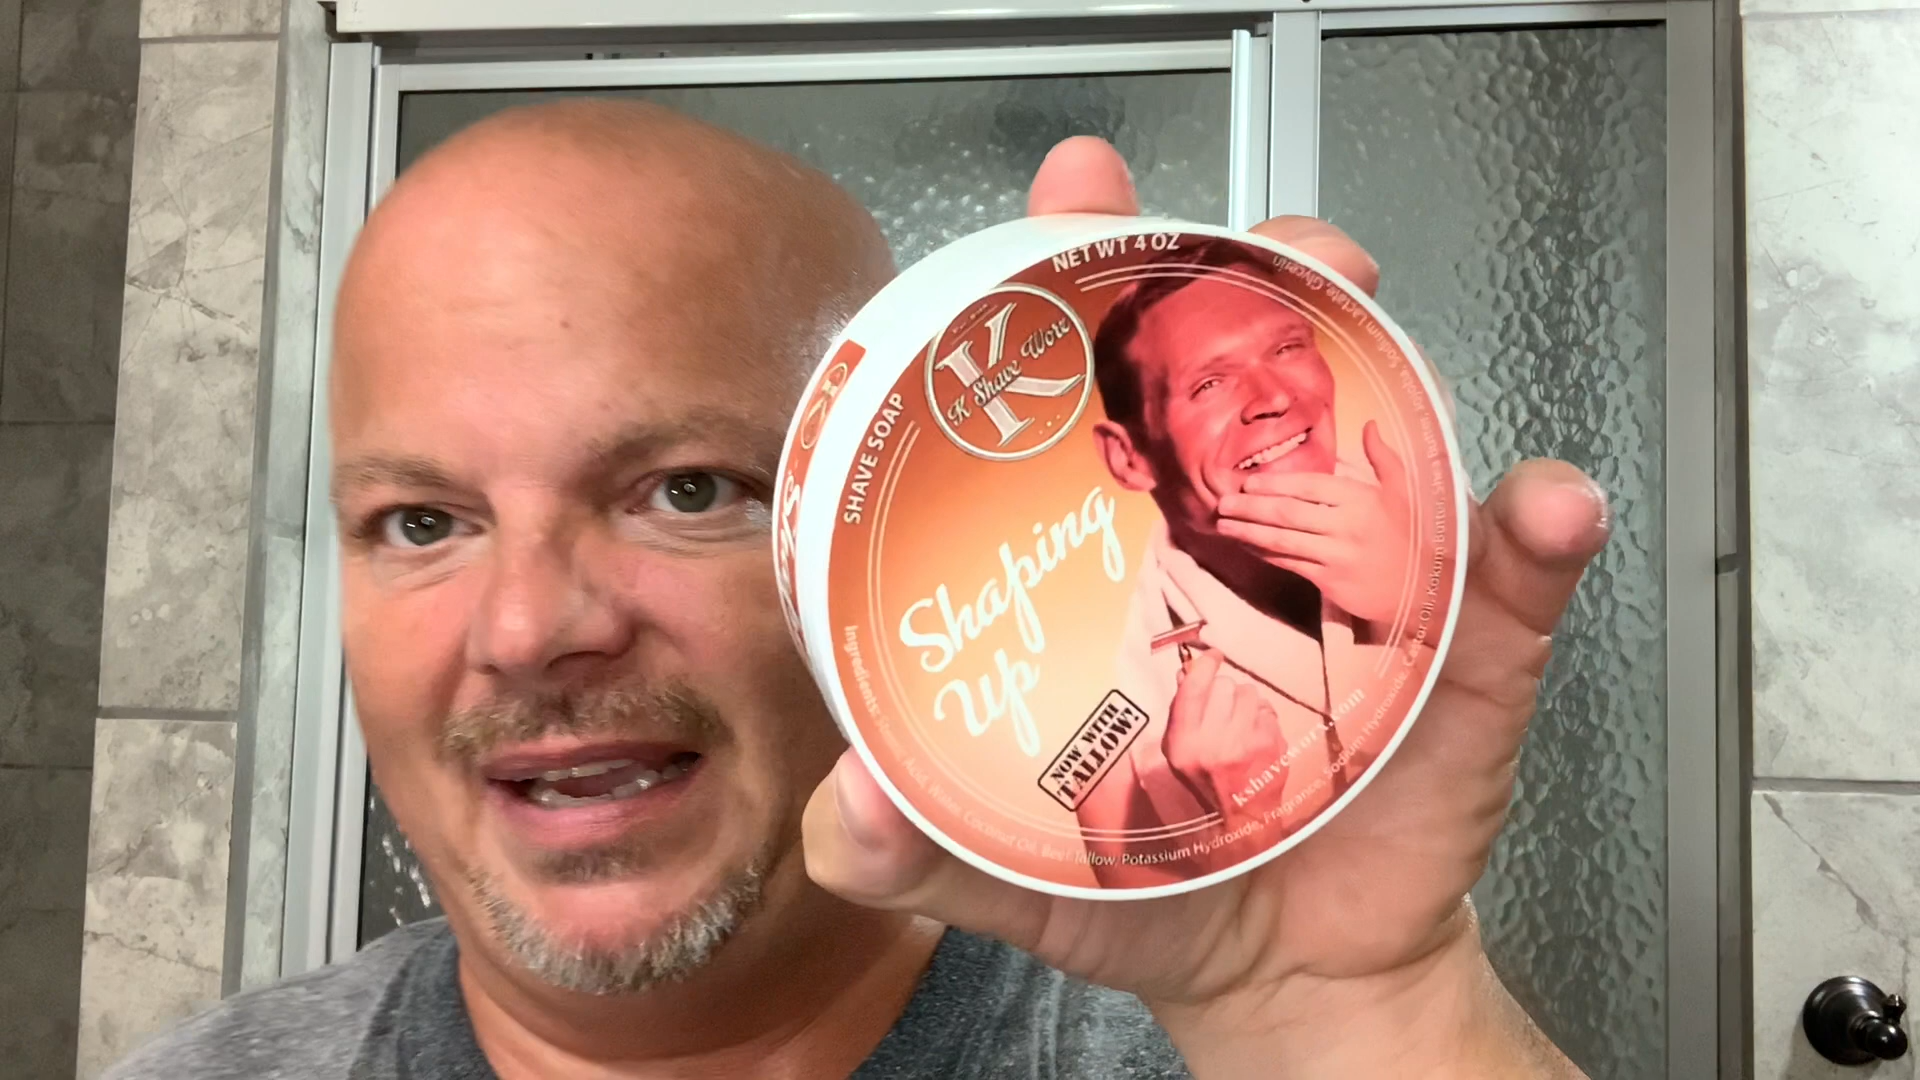 NET WT 4 OZ
K Shave Worx
SHAVE SOAP
Shaping
Up
NOW WITH
TALLOW!
kshaveworx.com
Ingredients: Stearic Acid, Water, Coconut Oil, Beef Tallow, Potassium Hydroxide, Fragrance, Sodium Hydroxide, Castor Oil, Kokum Butter, Shea Butter, Jojoba, Sodium Lactate, Glycerin